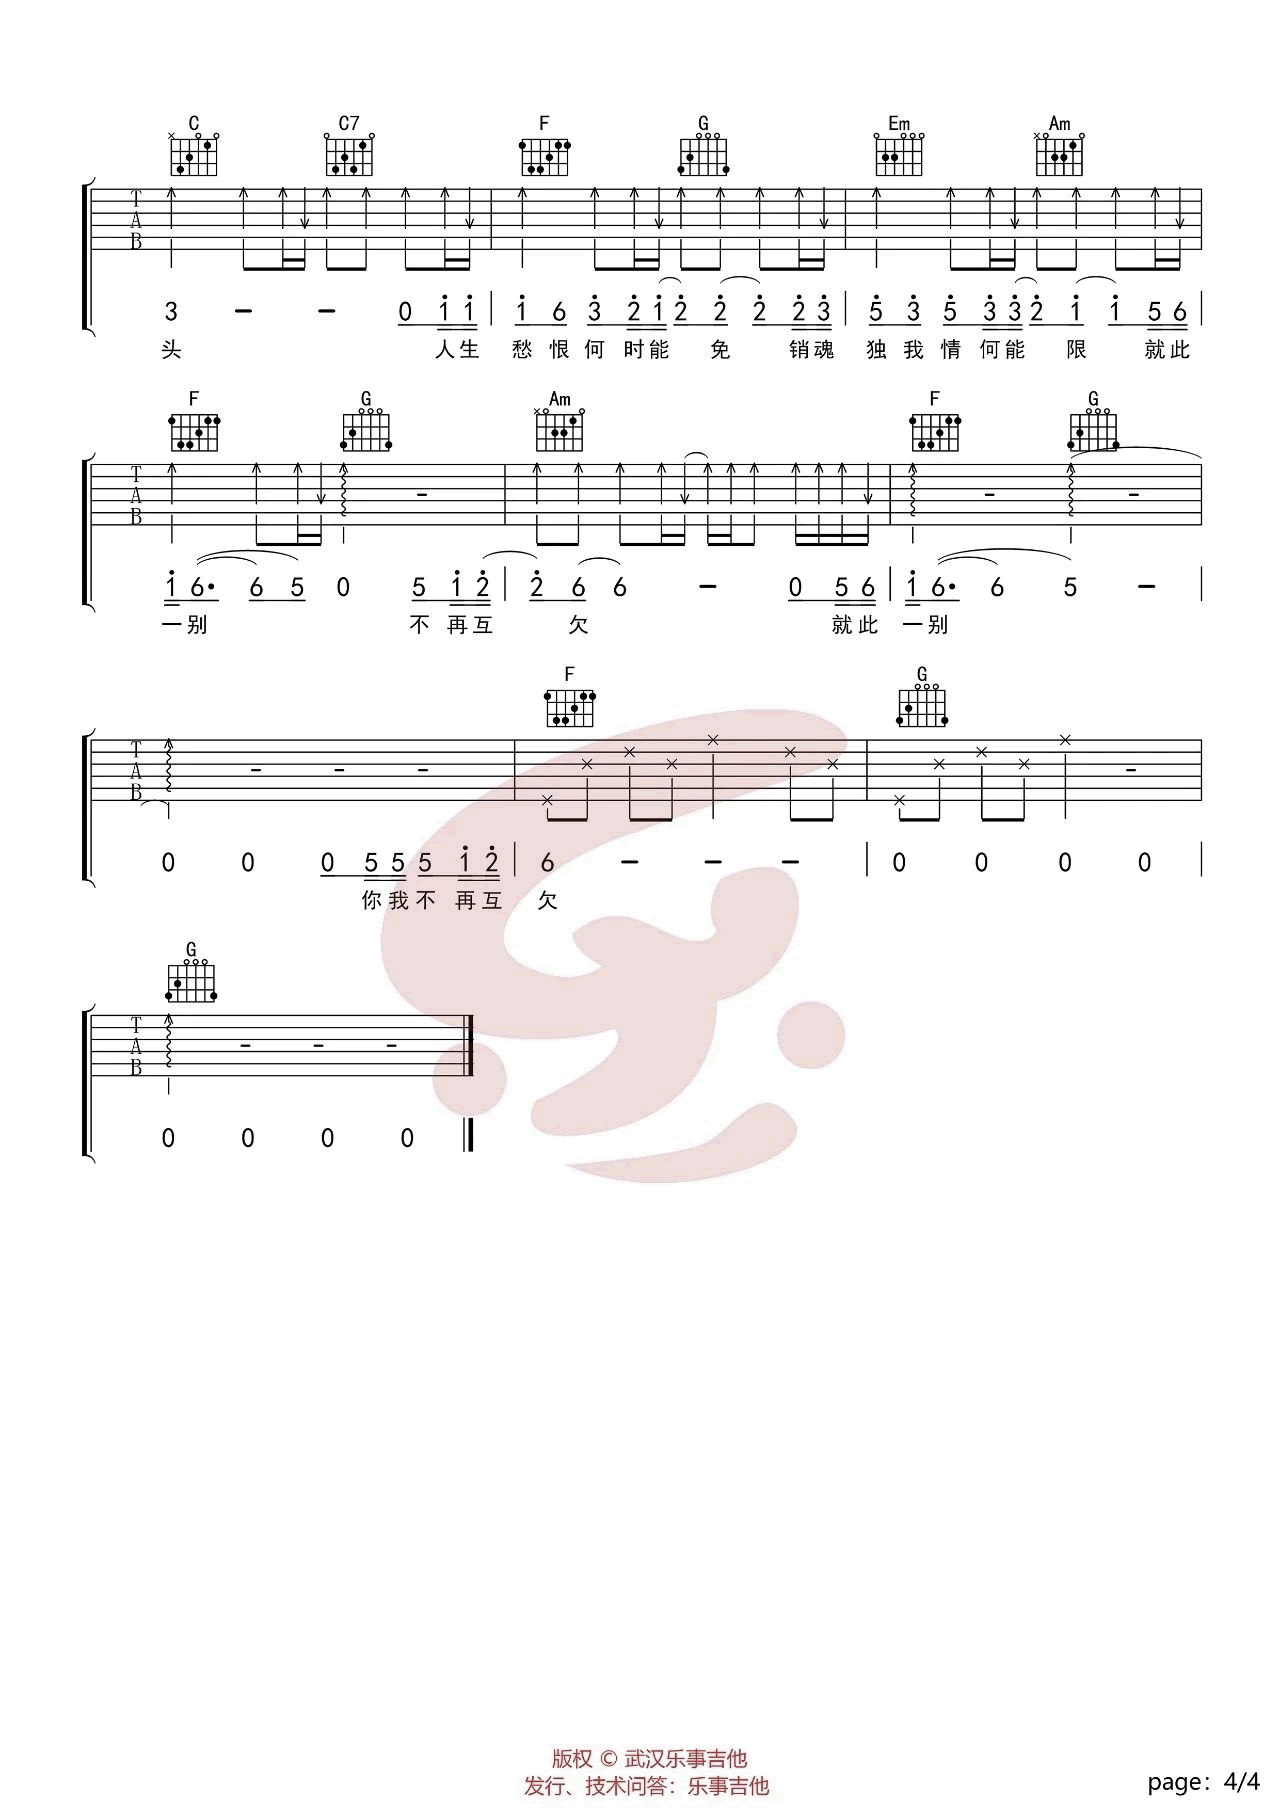 C C7 F G Em Am
T
A
B
3 - - 0 1 1 1 6 3 2 1 2 2 2 2 3 5 3 5 3 3 2 1 1 5 6
头 人生 愁恨何时能免 销魂 独我情何能限 就此
F G Am F G
T
A
B
- - -
1 6· 6 5 0 5 1 2 2 6 6 - 0 5 6 1 6· 6 5 -
一别 不再互 欠 就此 一别
F G
T
A
B
- - - -
0 0 0 5 5 5 1 2 6 - - - 0 0 0 0
你我不再互 欠
G
T
A
B
- - -
0 0 0 0
版权 © 武汉乐事吉他
发行、技术问答：乐事吉他
page：4/4